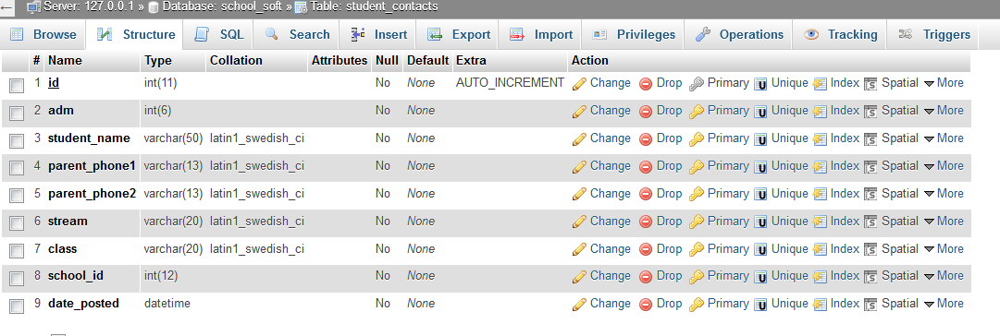 Server: 127.0.0.1 » Database: school_soft » Table: student_contacts
Browse Structure SQL Search Insert Export Import Privileges Operations Tracking Triggers
# Name Type Collation Attributes Null Default Extra Action
1 id int(11) No None AUTO_INCREMENT Change Drop Primary Unique Index Spatial More
2 adm int(6) No None Change Drop Primary Unique Index Spatial More
3 student_name varchar(50) latin1_swedish_ci No None Change Drop Primary Unique Index Spatial More
4 parent_phone1 varchar(13) latin1_swedish_ci No None Change Drop Primary Unique Index Spatial More
5 parent_phone2 varchar(13) latin1_swedish_ci No None Change Drop Primary Unique Index Spatial More
6 stream varchar(20) latin1_swedish_ci No None Change Drop Primary Unique Index Spatial More
7 class varchar(20) latin1_swedish_ci No None Change Drop Primary Unique Index Spatial More
8 school_id int(12) No None Change Drop Primary Unique Index Spatial More
9 date_posted datetime No None Change Drop Primary Unique Index Spatial More